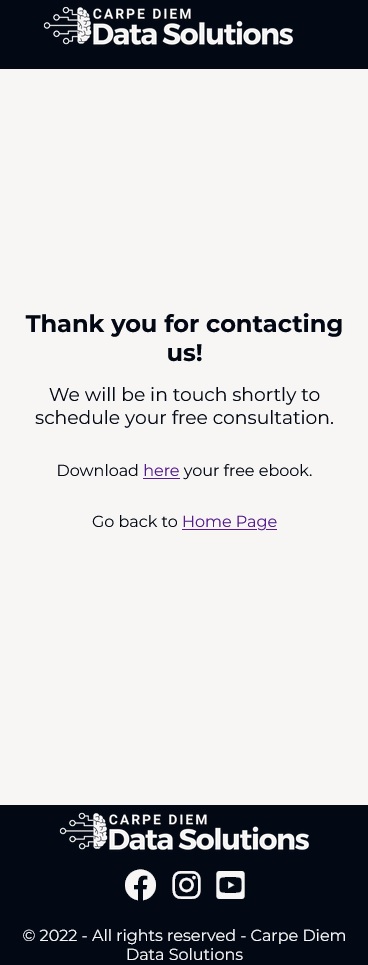 CARPE DIEM
Data Solutions
Thank you for contacting
us!
We will be in touch shortly to
schedule your free consultation.
Download here your free ebook.
Go back to Home Page
CARPE DIEM
Data Solutions
© 2022 - All rights reserved - Carpe Diem
Data Solutions